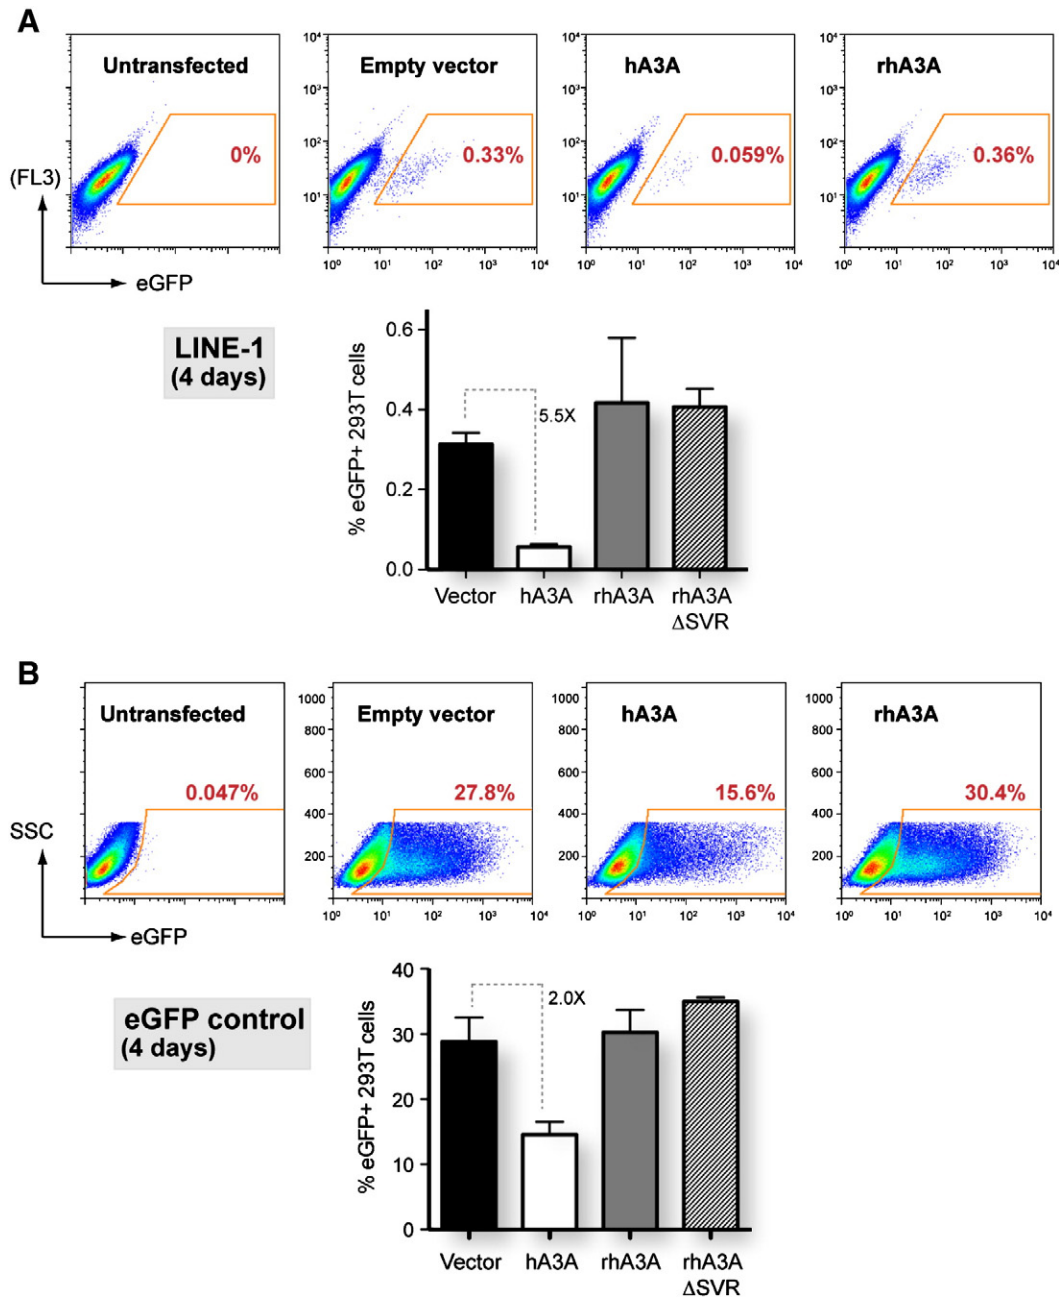 A
Untransfected
Empty vector
hA3A
rhA3A
0%
0.33%
0.059%
0.36%
10⁴
10³
10²
10¹
10⁴
10³
10²
10¹
10⁴
10³
10²
10¹
(FL3)
eGFP
10⁰ 10¹ 10² 10³ 10⁴
10⁰ 10¹ 10² 10³ 10⁴
10⁰ 10¹ 10² 10³ 10⁴
LINE-1
(4 days)
% eGFP+ 293T cells
0.6
0.4
0.2
0.0
5.5X
Vector
hA3A
rhA3A
rhA3A
ΔSVR
B
Untransfected
Empty vector
hA3A
rhA3A
0.047%
27.8%
15.6%
30.4%
1000
800
600
400
200
1000
800
600
400
200
1000
800
600
400
200
SSC
eGFP
10⁰ 10¹ 10² 10³ 10⁴
10⁰ 10¹ 10² 10³ 10⁴
10⁰ 10¹ 10² 10³ 10⁴
eGFP control
(4 days)
% eGFP+ 293T cells
40
30
20
10
0
2.0X
Vector
hA3A
rhA3A
rhA3A
ΔSVR